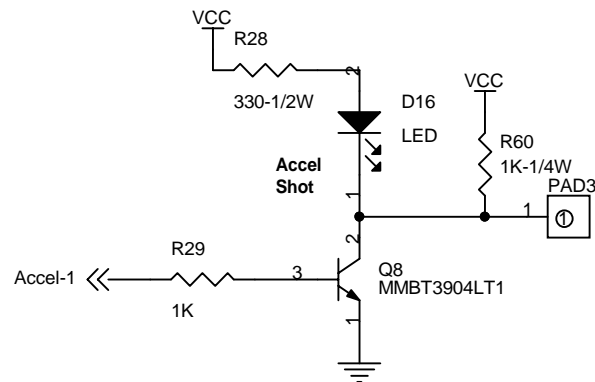 VCC
R28
2
330-1/2W
VCC
D16
LED
R60
1K-1/4W
Accel
Shot
1
PAD3
1
1
R29
2
Q8
MMBT3904LT1
Accel-1
3
1K
1